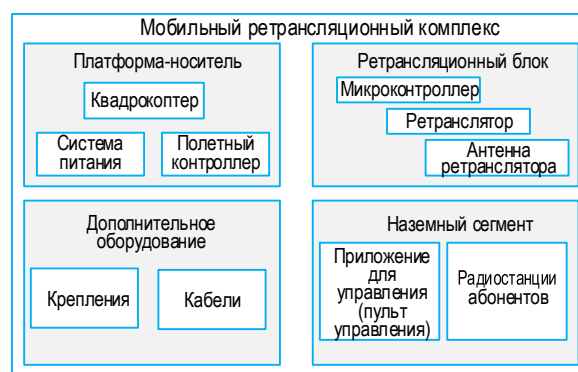 Мобильный ретрансляционный комплекс
Платформа-носитель
Квадрокоптер
Система
питания
Полетный
контроллер
Ретрансляционный блок
Микроконтроллер
Ретранслятор
Антенна
ретранслятора
Дополнительное
оборудование
Крепления
Кабели
Наземный сегмент
Приложение
для
управления
(пульт
управления)
Радиостанции
абонентов